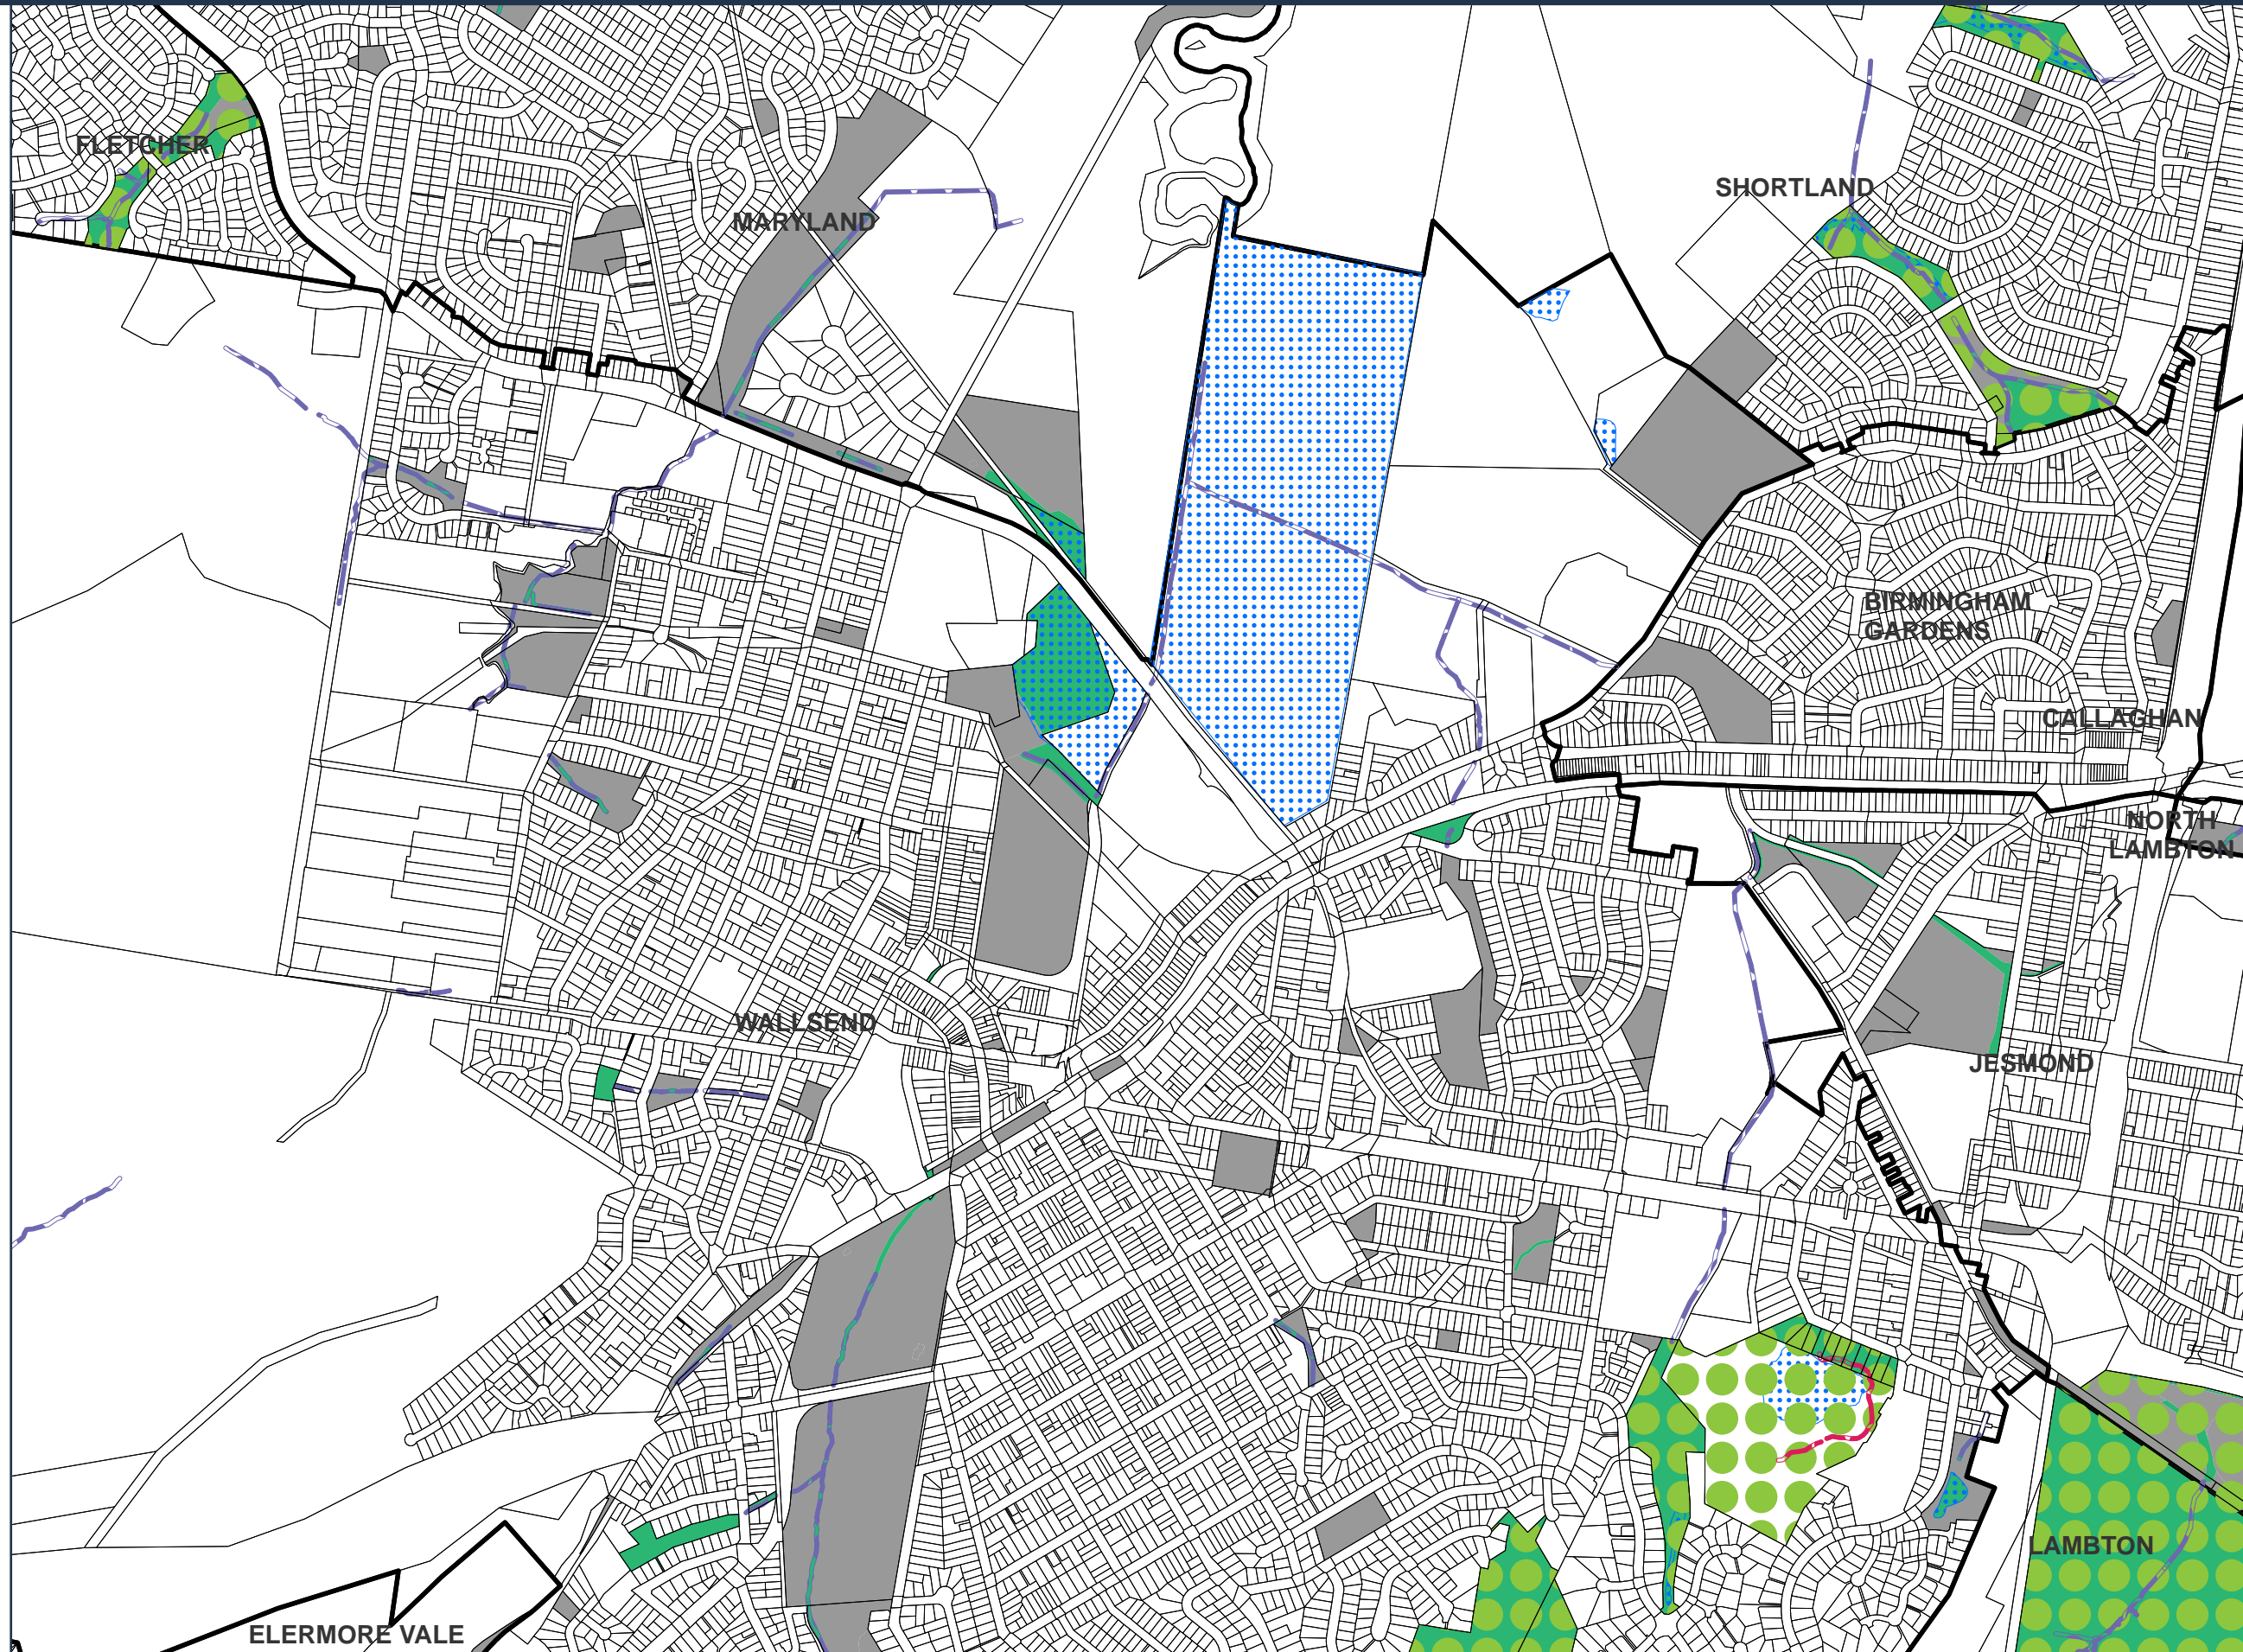 FLETCHER
SHORTLAND
MARYLAND
BIRMINGHAM
GARDENS
CALLAGHAN
NORTH
LAMBTON
WALLSEND
JESMOND
LAMBTON
ELERMORE VALE